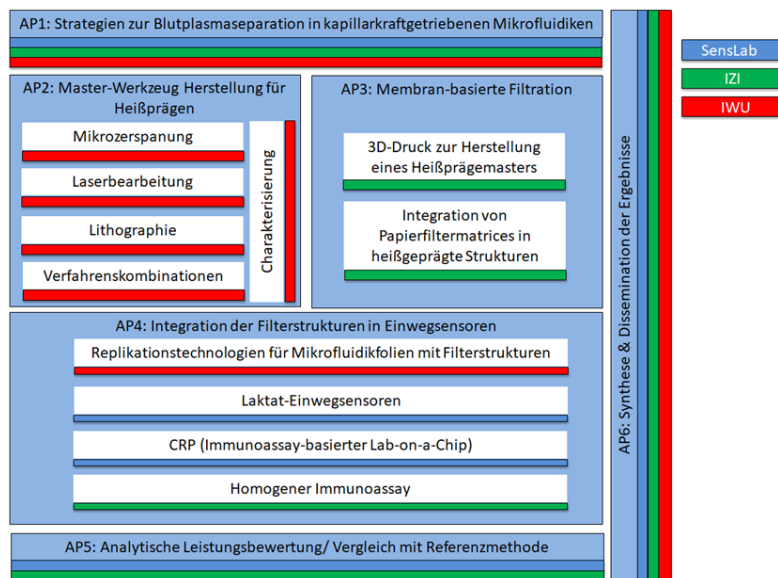 AP1: Strategien zur Blutplasmaseparation in kapillarkraftgetriebenen Mikrofluidiken
AP2: Master-Werkzeug Herstellung für
Heißprägen
Mikrozerspanung
Laserbearbeitung
Lithographie
Verfahrenskombinationen
Charakterisierung
AP3: Membran-basierte Filtration
3D-Druck zur Herstellung
eines Heißprägemasters
Integration von
Papierfiltermatrices in
heißgeprägte Strukturen
AP4: Integration der Filterstrukturen in Einwegsensoren
Replikationstechnologien für Mikrofluidikfolien mit Filterstrukturen
Laktat-Einwegsensoren
CRP (Immunoassay-basierter Lab-on-a-Chip)
Homogener Immunoassay
AP5: Analytische Leistungsbewertung/ Vergleich mit Referenzmethode
AP6: Synthese & Dissemination der Ergebnisse
SensLab
IZI
IWU